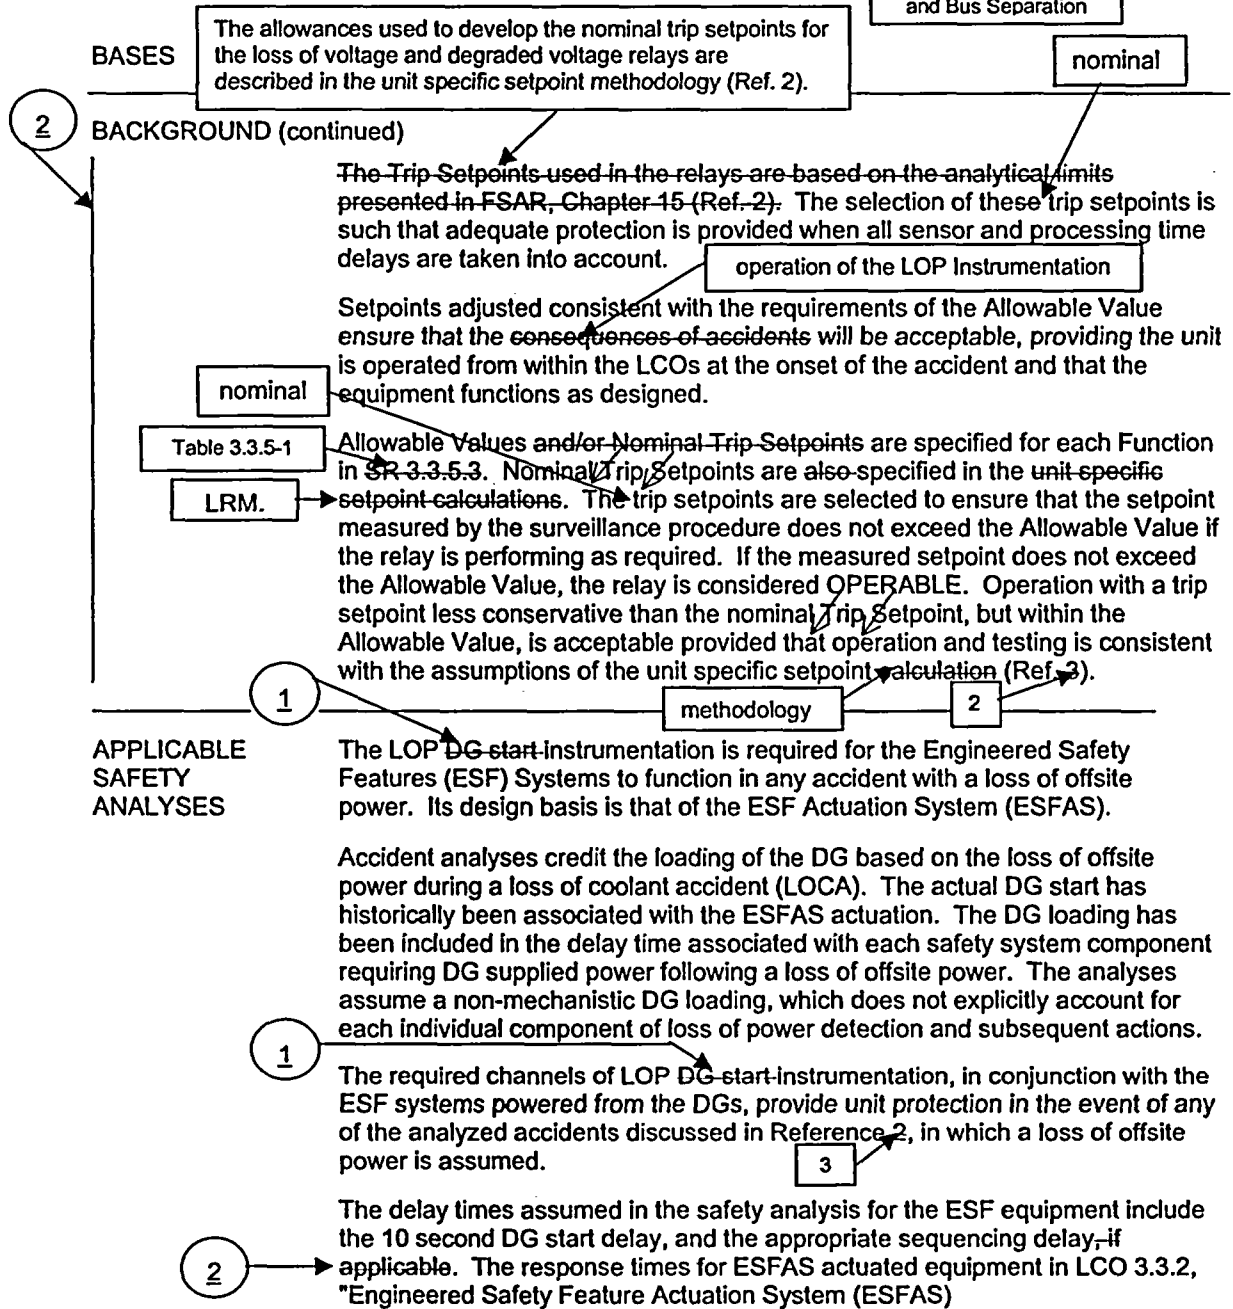 and Bus Separation
The allowances used to develop the nominal trip setpoints for
the loss of voltage and degraded voltage relays are
described in the unit specific setpoint methodology (Ref. 2).
BASES
nominal
2
BACKGROUND (continued)
The Trip Setpoints used in the relays are based on the analytical limits
presented in FSAR, Chapter 15 (Ref. 2). The selection of these trip setpoints is
such that adequate protection is provided when all sensor and processing time
delays are taken into account.
operation of the LOP Instrumentation
Setpoints adjusted consistent with the requirements of the Allowable Value
ensure that the consequences of accidents will be acceptable, providing the unit
is operated from within the LCOs at the onset of the accident and that the
nominal
equipment functions as designed.
Table 3.3.5-1
Allowable Values and/or Nominal Trip Setpoints are specified for each Function
in SR 3.3.5.3. Nominal Trip Setpoints are also specified in the unit specific
LRM.
setpoint calculations. The trip setpoints are selected to ensure that the setpoint
measured by the surveillance procedure does not exceed the Allowable Value if
the relay is performing as required. If the measured setpoint does not exceed
the Allowable Value, the relay is considered OPERABLE. Operation with a trip
setpoint less conservative than the nominal Trip Setpoint, but within the
Allowable Value, is acceptable provided that operation and testing is consistent
with the assumptions of the unit specific setpoint calculation (Ref. 3).
1
methodology
2
APPLICABLE
SAFETY
ANALYSES
The LOP DG start instrumentation is required for the Engineered Safety
Features (ESF) Systems to function in any accident with a loss of offsite
power. Its design basis is that of the ESF Actuation System (ESFAS).
Accident analyses credit the loading of the DG based on the loss of offsite
power during a loss of coolant accident (LOCA). The actual DG start has
historically been associated with the ESFAS actuation. The DG loading has
been included in the delay time associated with each safety system component
requiring DG supplied power following a loss of offsite power. The analyses
assume a non-mechanistic DG loading, which does not explicitly account for
each individual component of loss of power detection and subsequent actions.
1
The required channels of LOP DG start instrumentation, in conjunction with the
ESF systems powered from the DGs, provide unit protection in the event of any
of the analyzed accidents discussed in Reference 2, in which a loss of offsite
power is assumed.
3
The delay times assumed in the safety analysis for the ESF equipment include
the 10 second DG start delay, and the appropriate sequencing delay, if
2
applicable. The response times for ESFAS actuated equipment in LCO 3.3.2,
"Engineered Safety Feature Actuation System (ESFAS)